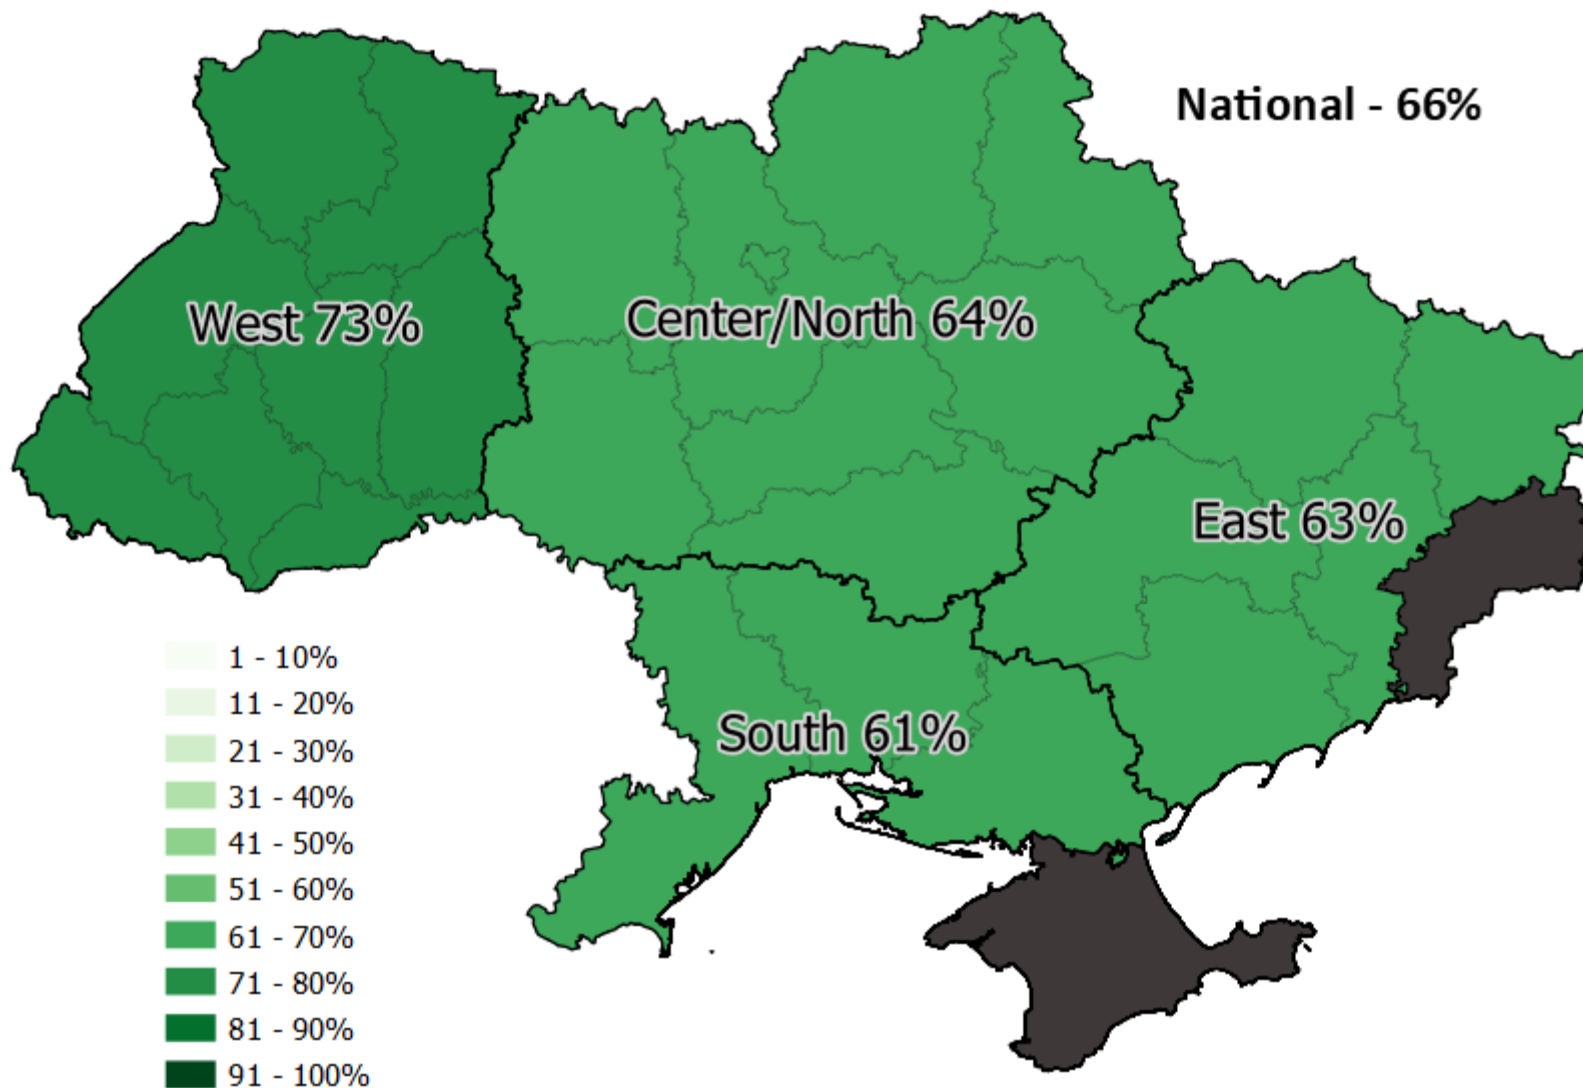 National - 66%
West 73%
Center/North 64%
East 63%
South 61%
1 - 10%
11 - 20%
21 - 30%
31 - 40%
41 - 50%
51 - 60%
61 - 70%
71 - 80%
81 - 90%
91 - 100%